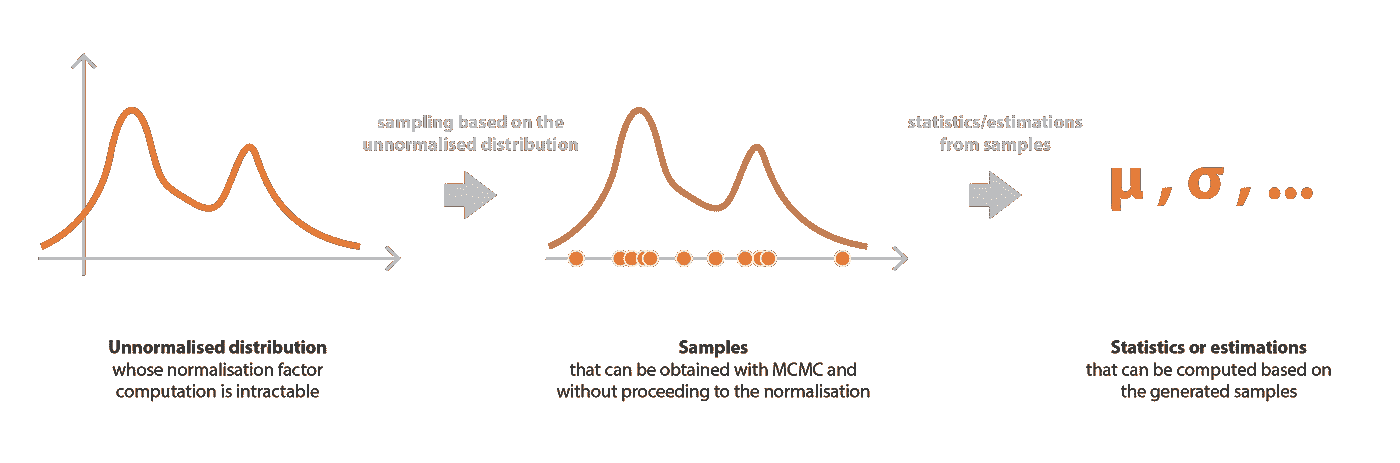 sampling based on the
unnormalised distribution
statistics/estimations
from samples
μ , σ , ...
Unnormalised distribution
whose normalisation factor
computation is intractable
Samples
that can be obtained with MCMC and
without proceeding to the normalisation
Statistics or estimations
that can be computed based on
the generated samples